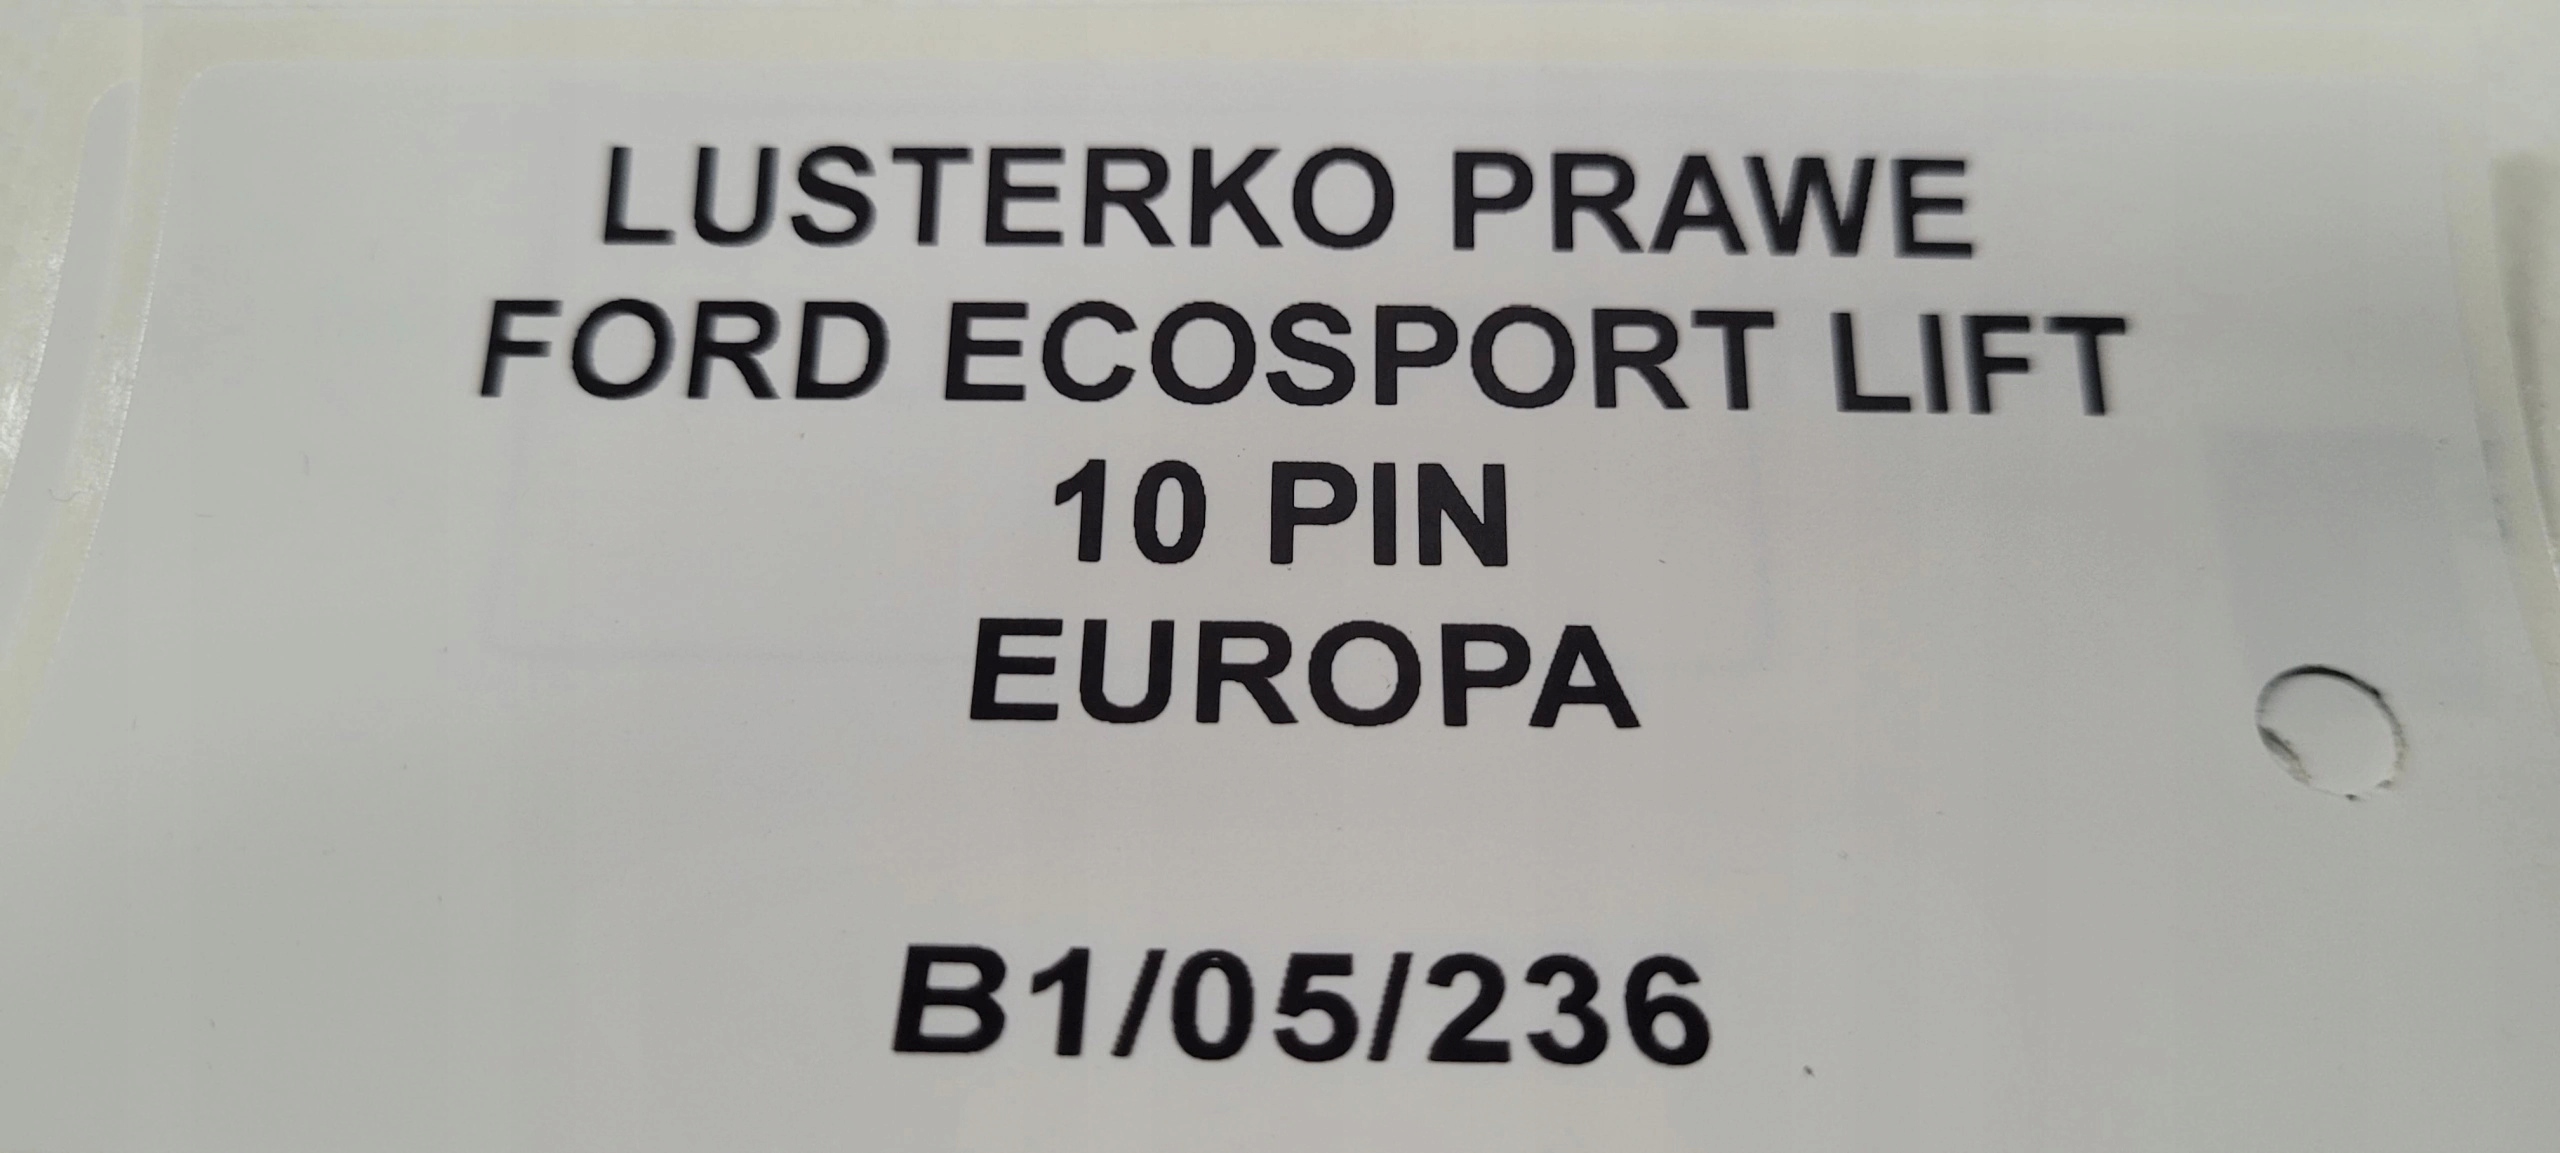 LUSTERKO PRAWE
FORD ECOSPORT LIFT
10 PIN
EUROPA
B1/05/236